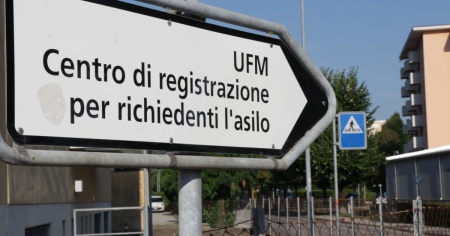 UFM
Centro di registrazione
per richiedenti l'asilo